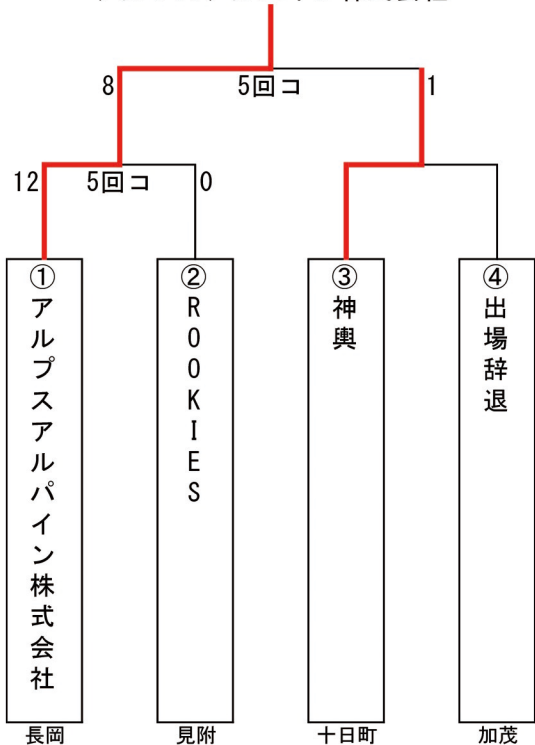 8
5回コ
1
12
5回コ
0
①
アルプスアルパイン株式会社
②
ROOKIES
③
神輿
④
出場辞退
長岡
見附
十日町
加茂